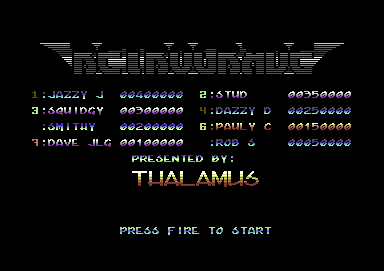 1:JAZZY J 00400000 2:STUD 00350000
3:SQUIDGY 00300000 4:DAZZY D 00250000
:SMITHY 00200000 6:PAULY C 00150000
7:DAVE JLG 00100000 :ROB S 00050000
PRESENTED BY:
THALAMUS
PRESS FIRE TO START